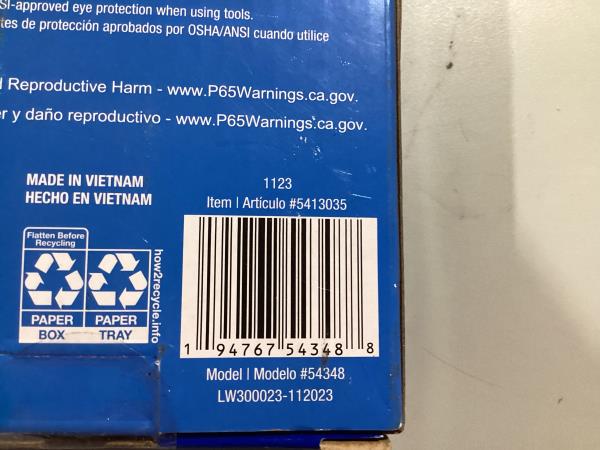 SI-approved eye protection when using tools.
tes de protección aprobados por OSHA/ANSI cuando utilice
Reproductive Harm - www.P65Warnings.ca.gov.
r y daño reproductivo - www.P65Warnings.ca.gov.
MADE IN VIETNAM
HECHO EN VIETNAM
1123
Item | Artículo #5413035
Flatten Before
Recycling
PAPER PAPER
BOX TRAY
how2recycle.info
1 94767 54348 8
Model | Modelo #54348
LW300023-112023